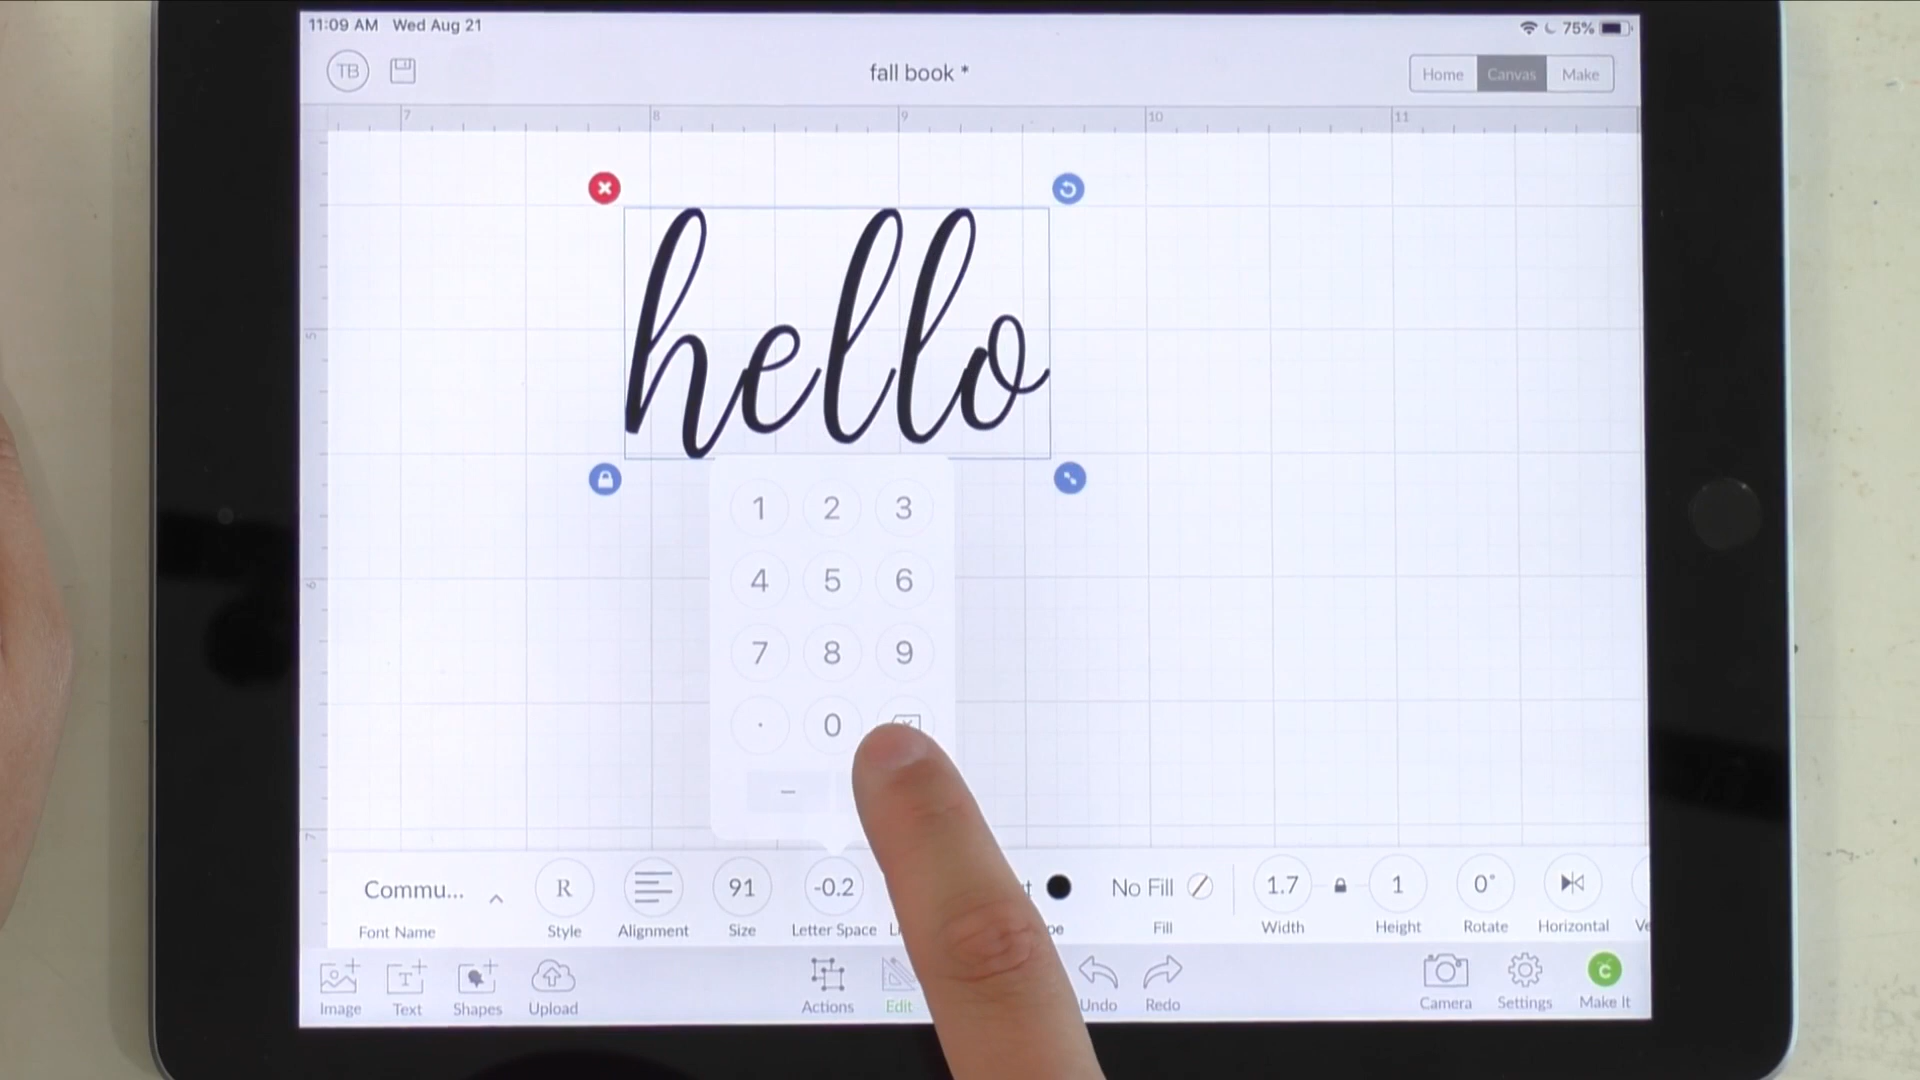 11:09 AM Wed Aug 21
75%
TB
fall book *
Home Canvas Make
7 8 9 10 11
hello
5
6
7
1 2 3
4 5 6
7 8 9
. 0
−
Commu... R 91 -0.2 No Fill 1.7 1 0°
Font Name Style Alignment Size Letter Space Fill Width Height Rotate Horizontal
Image Text Shapes Upload Actions Edit Undo Redo Camera Settings Make It